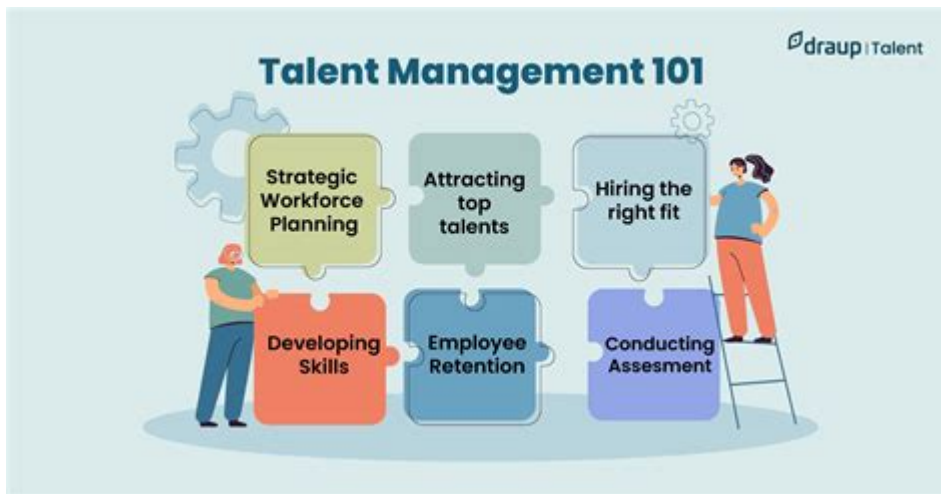 draup | Talent
Talent Management 101
Strategic
Workforce
Planning
Attracting
top
talents
Hiring the
right fit
Developing
Skills
Employee
Retention
Conducting
Assesment